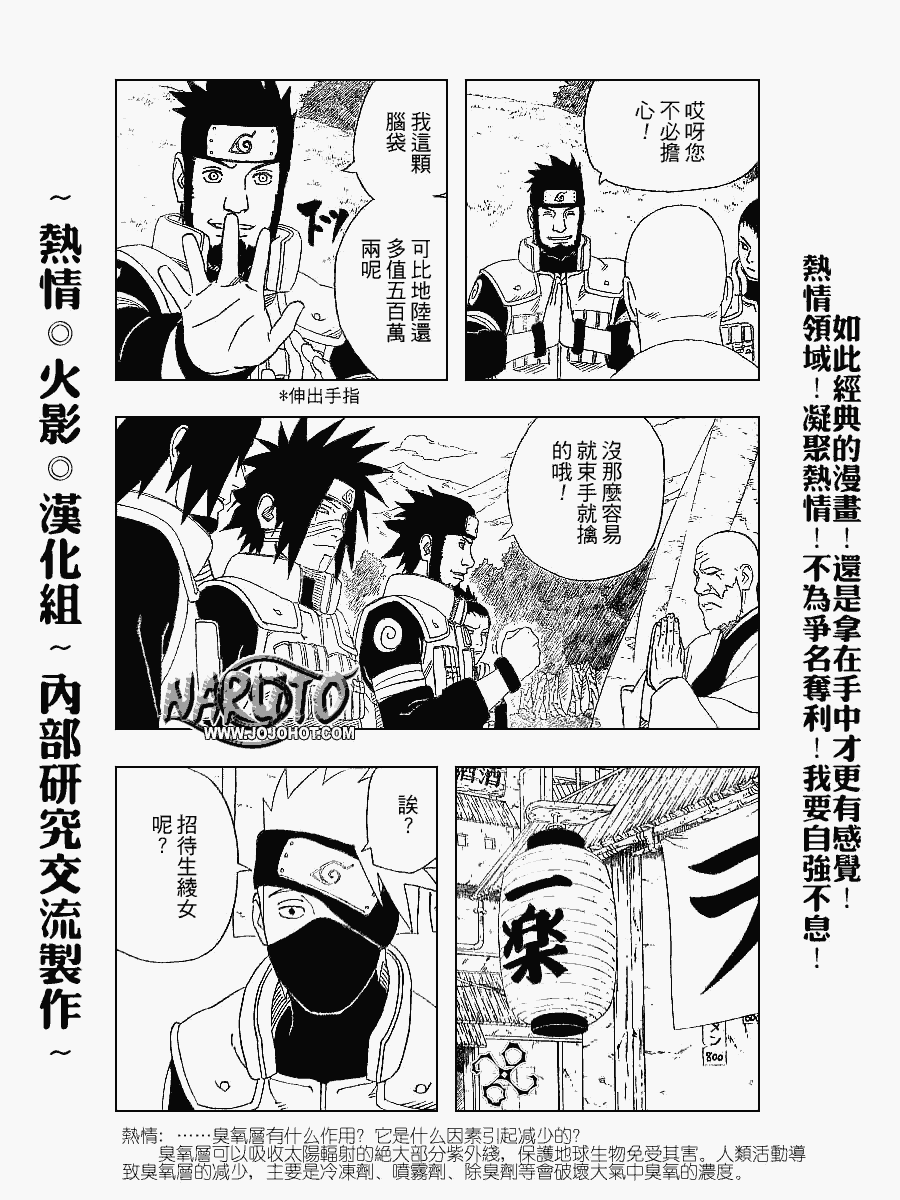 哎呀您
不必擔
心！
我這顆
腦袋
可比地陸還
多值五百萬
兩呢
*伸出手指
沒那麼容易
就束手就擒
的哦！
NARUTO
WWW.JOJOHOT.COM
酒酒
一楽
メン
800
誒？
招待生綾女
呢？
如此經典的漫畫！還是拿在手中才更有感覺！
熱情領域！凝聚熱情！不為爭名奪利！我要自強不息！
~ 熱情◎火影◎漢化組 ~ 內部研究交流製作 ~
熱情：……臭氧層有什么作用？它是什么因素引起减少的？
臭氧層可以吸收太陽輻射的絕大部分紫外綫，保護地球生物免受其害。人類活動導
致臭氧層的减少，主要是冷凍劑、噴霧劑、除臭劑等會破壞大氣中臭氧的濃度。